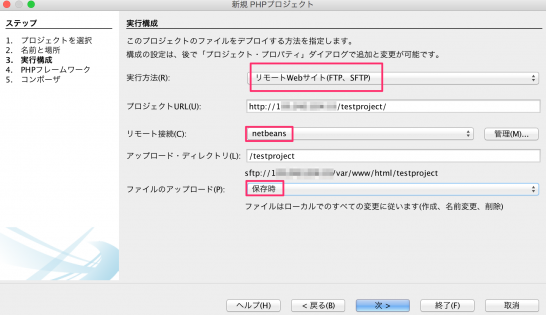 新規 PHPプロジェクト
ステップ
1. プロジェクトを選択
2. 名前と場所
3. 実行構成
4. PHPフレームワーク
5. コンポーザ
実行構成
このプロジェクトのファイルをデプロイする方法を指定します。
構成の設定は、後で「プロジェクト・プロパティ」ダイアログで追加と変更が可能です。
実行方法(R): リモートWebサイト(FTP、SFTP)
プロジェクトURL(U): http://1 /testproject/
リモート接続(C): netbeans 管理(M)...
アップロード・ディレクトリ(L): /testproject
sftp://1 /var/www/html/testproject
ファイルのアップロード(P): 保存時
ファイルはローカルでのすべての変更に従います(作成、名前変更、削除)
ヘルプ(H) < 戻る(B) 次 > 終了(F) 取消